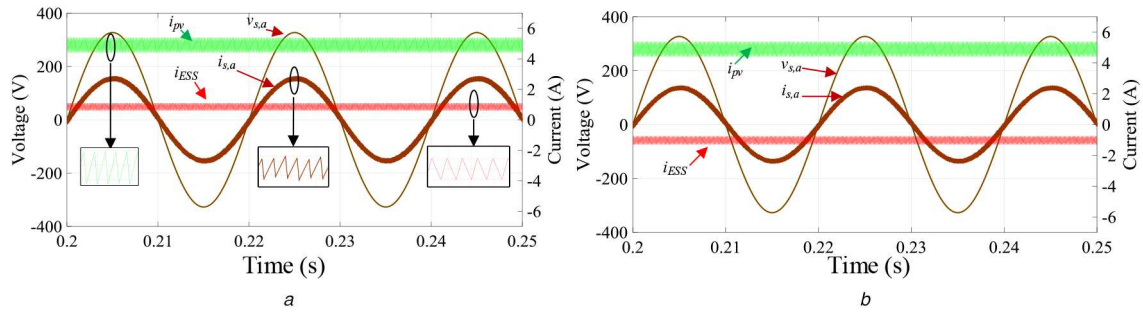 400
300
200
100
0
-200
-400
Voltage (V)
i_pv
v_s,a
i_s,a
i_ESS
6
4
2
0
-2
-4
-6
Current (A)
0.2 0.21 0.22 0.23 0.24 0.25
Time (s)
a
400
200
0
-200
-400
Voltage (V)
i_pv
v_s,a
i_s,a
i_ESS
6
4
2
0
-2
-4
-6
Current (A)
0.2 0.21 0.22 0.23 0.24 0.25
Time (s)
b